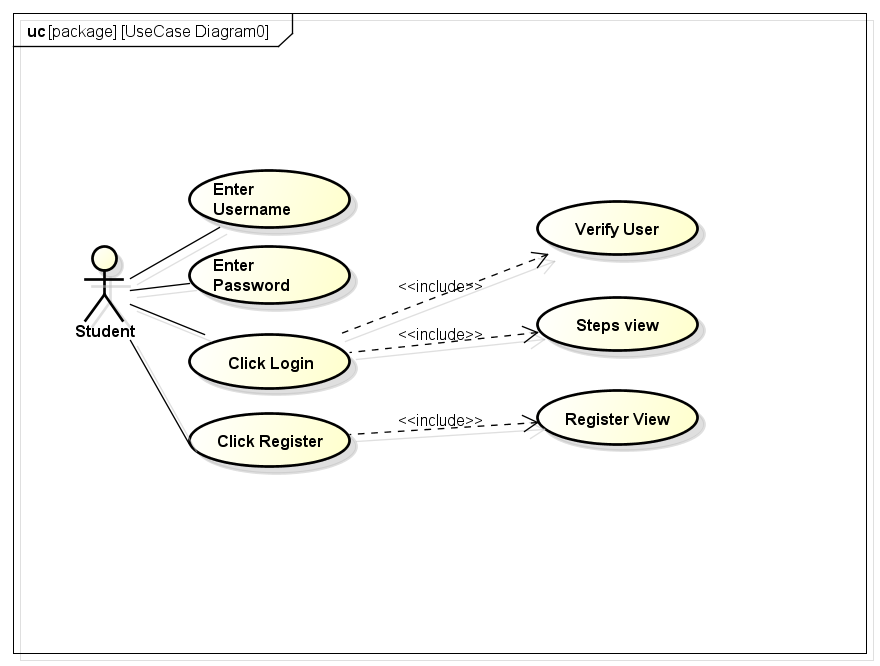 uc [package] [UseCase Diagram0]
Enter
Username
Verify User
Enter
Password
<<include>>
Student
Steps view
<<include>>
Click Login
Click Register
<<include>>
Register View